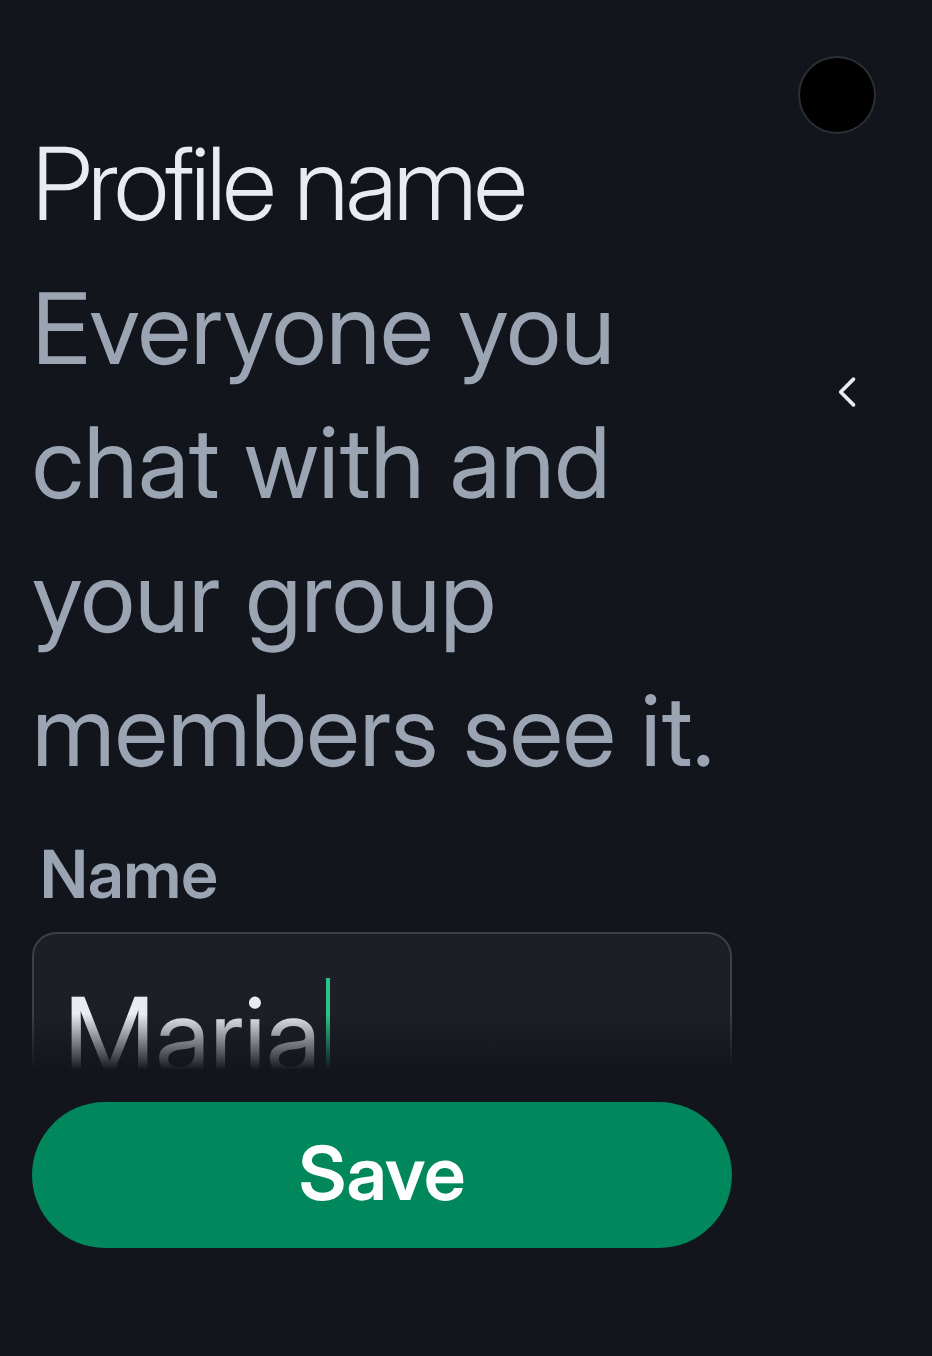 Profile name
Everyone you
chat with and
your group
members see it.
Name
Maria
Save